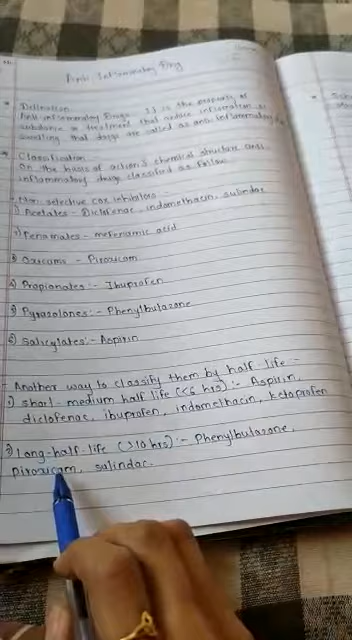 Anti Inflammatory Drug
Defination
Anti inflammatory Drugs It is the property of
substance or treatment that reduce inflammation or
swelling that drugs are called as anti inflammatory
Classification
On the basis of action & chemical structure anti-
inflammatory drugs classified as follow.
- Non selective cox inhibitors -
1) Acetates - Diclofenac, indomethacin, sulindac
2) Fenamates - mefenamic acid
3) Oxicams - Piroxicam
4) Propionates :- Ibuprofen
5) Pyrazolones :- Phenylbutazone
6) Salicylates :- Aspirin
- Another way to classify them by half-life :-
1) short-medium half life (<6 hrs) :- Aspirin,
diclofenac, ibuprofen, indomethacin, ketoprofen
2) Long-half-life (>10 hrs) :- Phenylbutazone,
Piroxicam, sulindac.